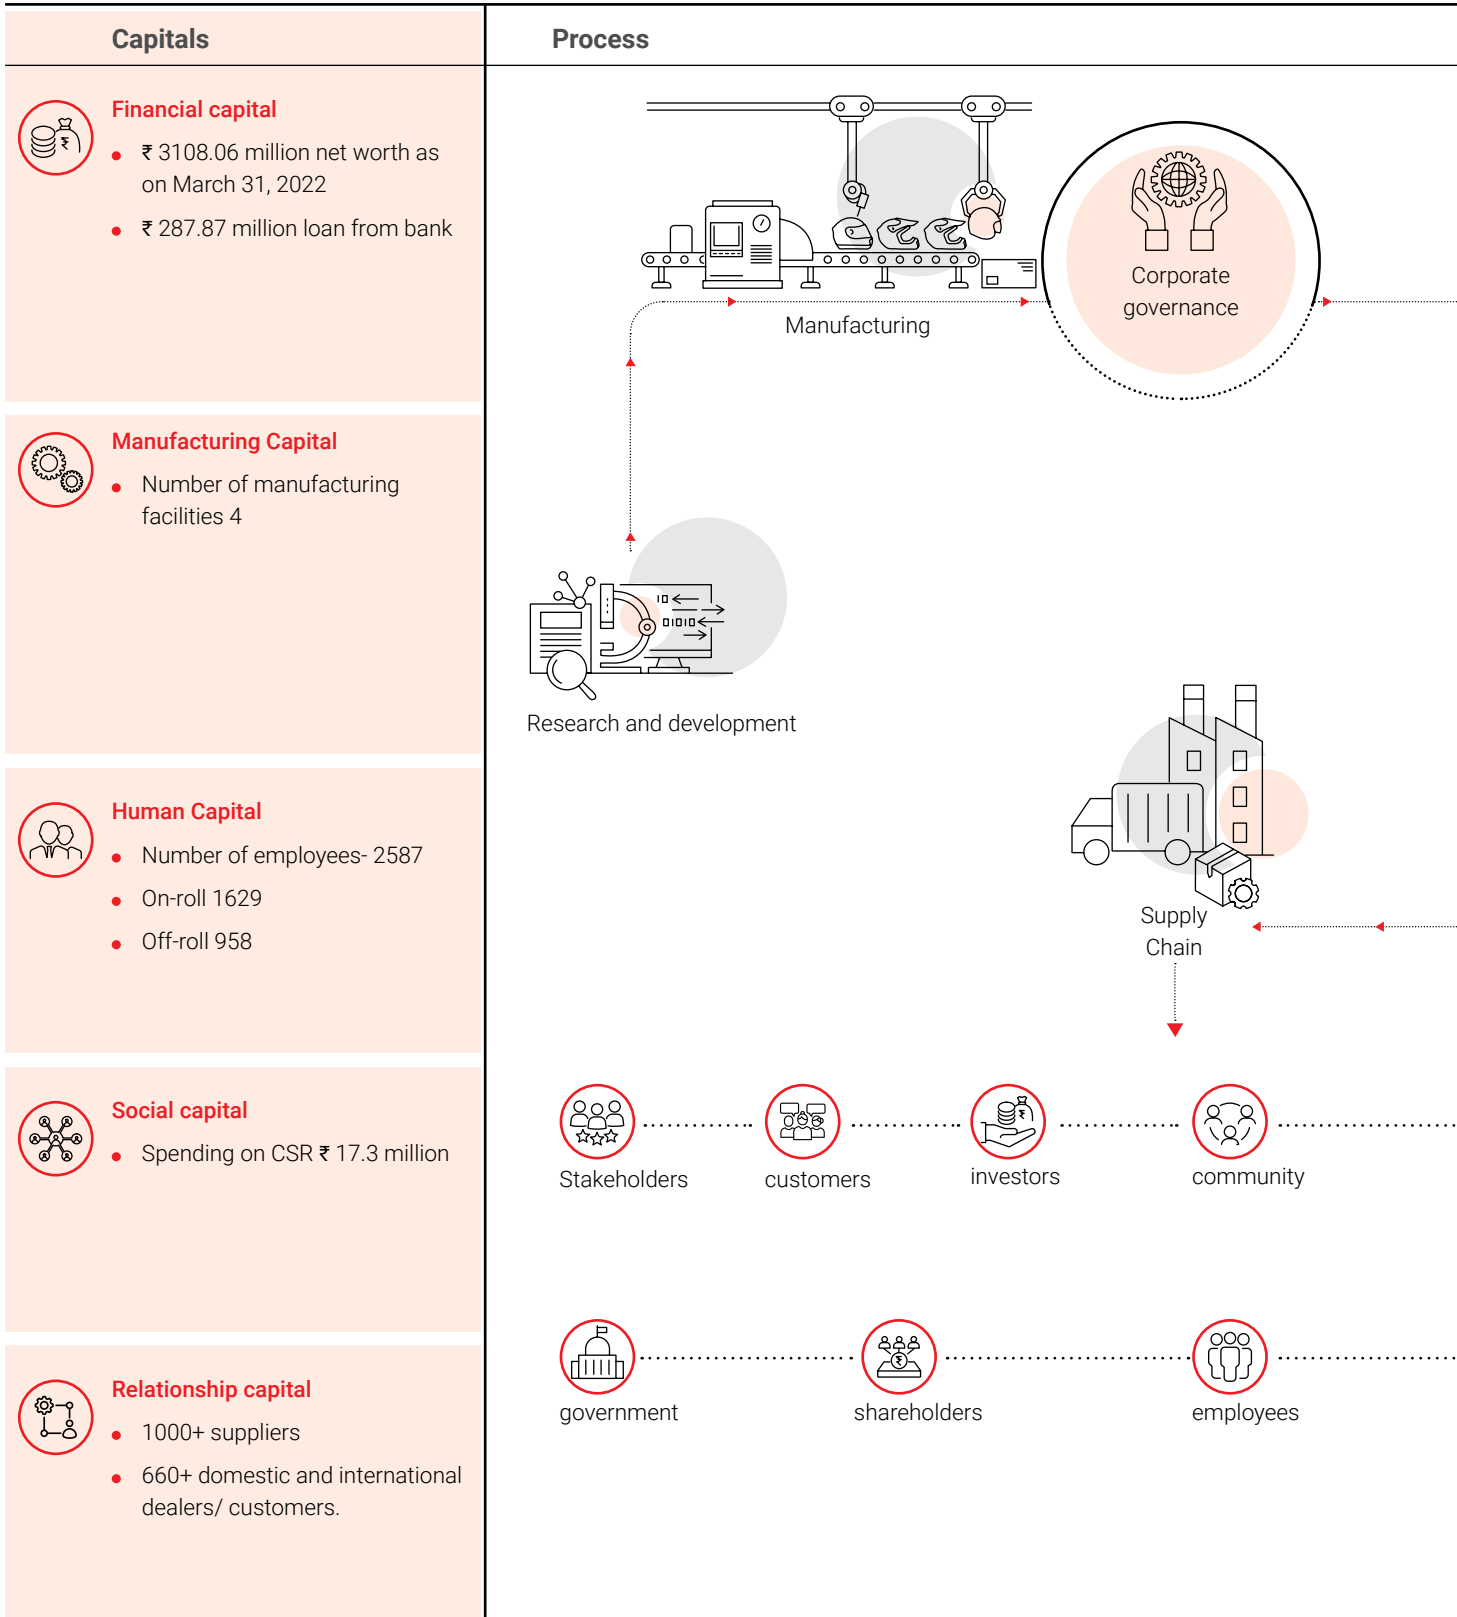 Capitals
Process
Financial capital
₹ 3108.06 million net worth as
on March 31, 2022
₹ 287.87 million loan from bank
Manufacturing Capital
Number of manufacturing
facilities 4
Human Capital
Number of employees- 2587
On-roll 1629
Off-roll 958
Social capital
Spending on CSR ₹ 17.3 million
Relationship capital
1000+ suppliers
660+ domestic and international
dealers/ customers.
Manufacturing
Corporate
governance
Research and development
Supply
Chain
Stakeholders
customers
investors
community
government
shareholders
employees